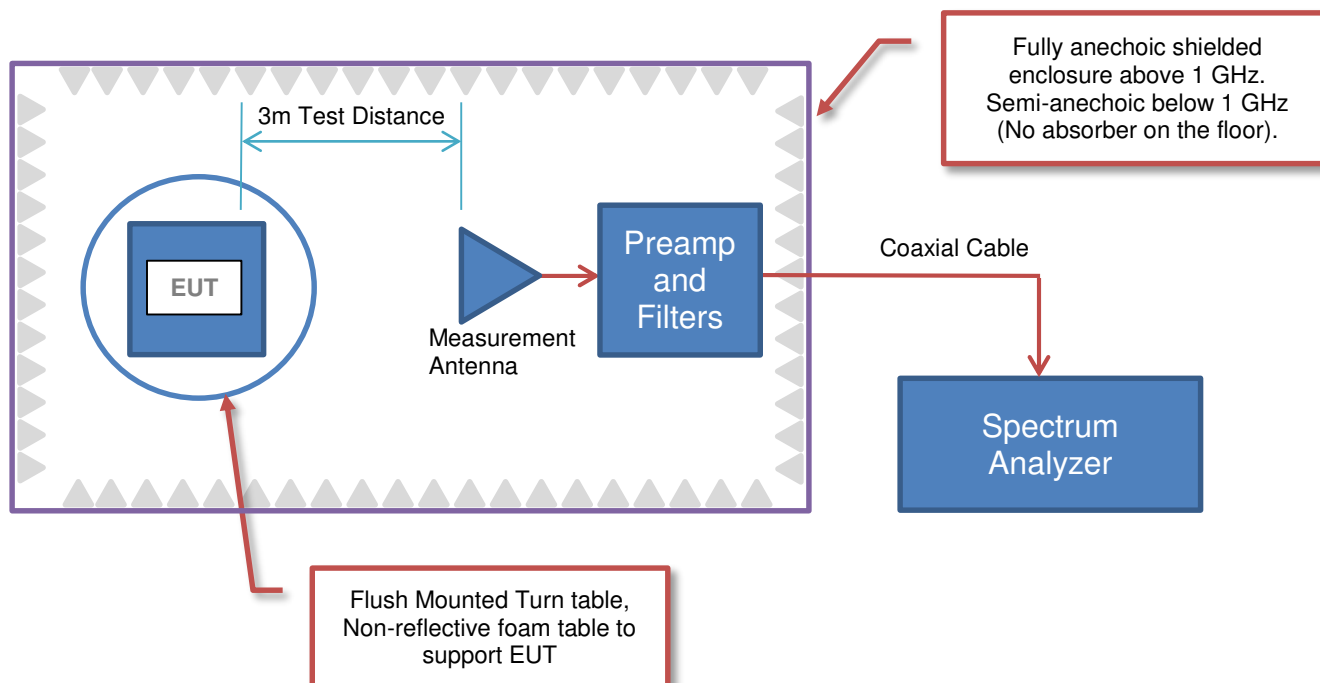 Fully anechoic shielded
enclosure above 1 GHz.
Semi-anechoic below 1 GHz
(No absorber on the floor).
3m Test Distance
EUT
Measurement
Antenna
Preamp
and
Filters
Coaxial Cable
Spectrum
Analyzer
Flush Mounted Turn table,
Non-reflective foam table to
support EUT